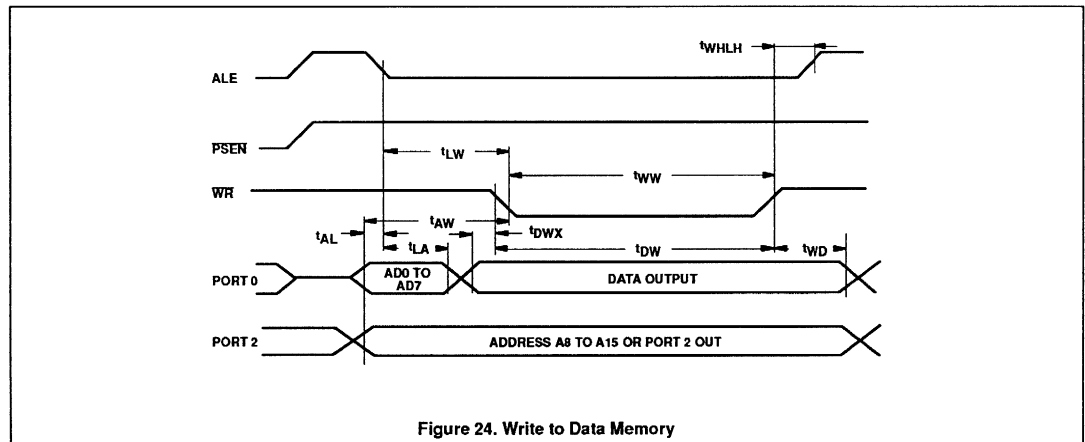 tWHLH
ALE
PSEN
tLW
tWW
WR
tAW
tAL
tDWX
tLA
tDW
tWD
PORT 0
AD0 TO
AD7
DATA OUTPUT
PORT 2
ADDRESS A8 TO A15 OR PORT 2 OUT
Figure 24. Write to Data Memory